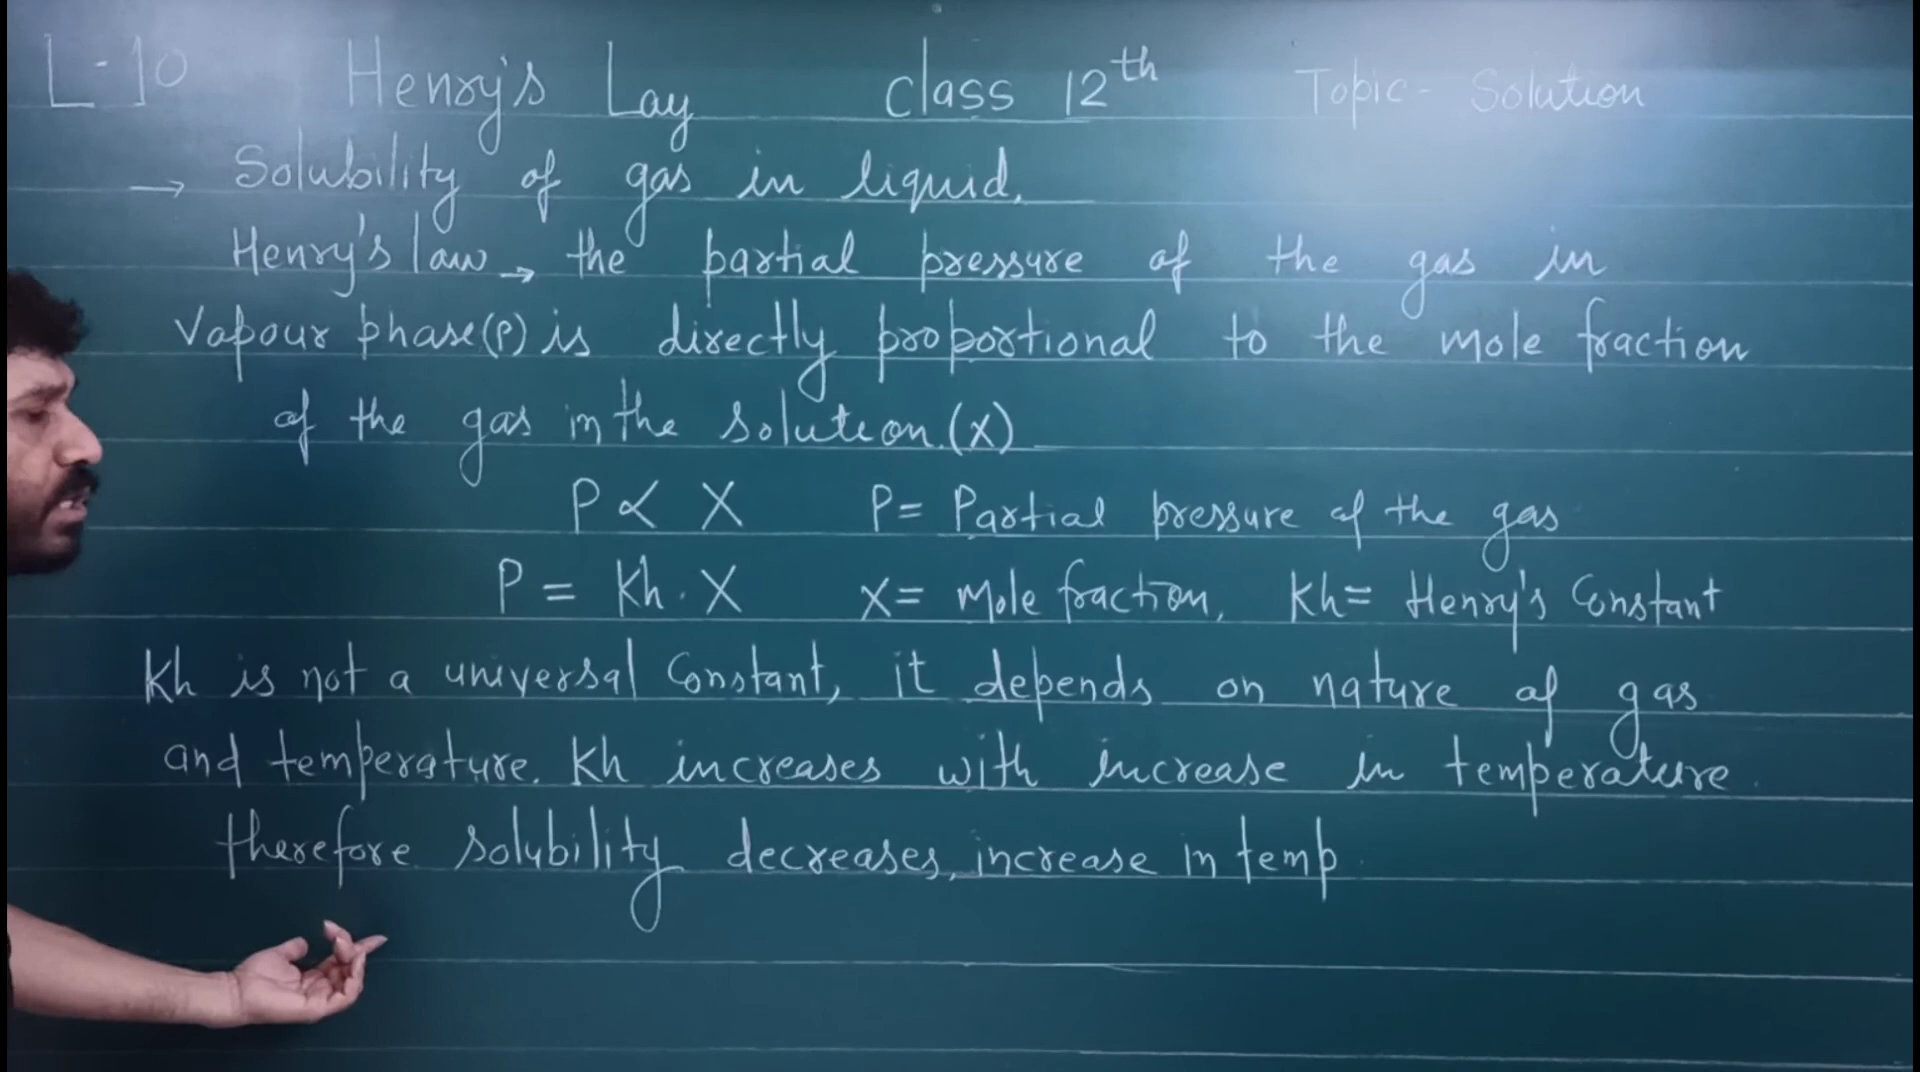 L-10 Henry's Lay class 12th Topic - Solution
→ Solubility of gas in liquid.
Henry's law → the partial pressure of the gas in
Vapour phase (P) is directly proportional to the mole fraction
of the gas in the solution. (x)
P ∝ X P = Partial pressure of the gas
P = Kh · X X = Mole fraction, Kh = Henry's Constant
Kh is not a universal Constant, it depends on nature of gas
and temperature. Kh increases with increase in temperature.
therefore solubility decreases, increase in temp.